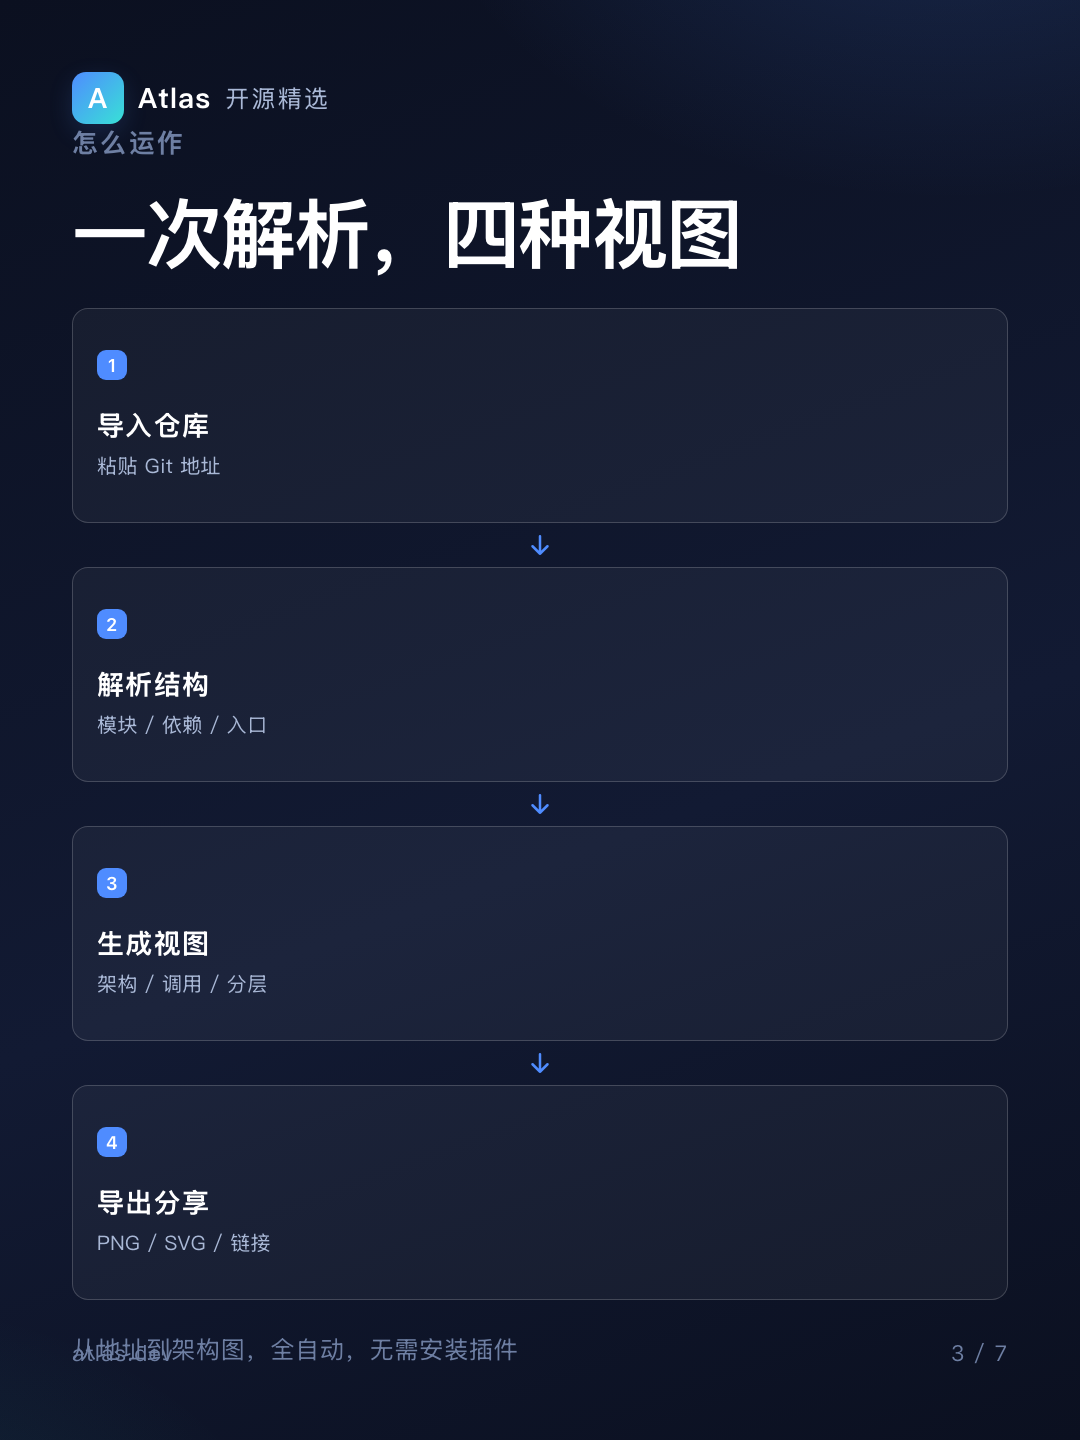 A Atlas 开源精选
怎么运作
一次解析，四种视图
1
导入仓库
粘贴 Git 地址
2
解析结构
模块 / 依赖 / 入口
3
生成视图
架构 / 调用 / 分层
4
导出分享
PNG / SVG / 链接
从地址到架构图，全自动，无需安装插件
atlas.dev
3 / 7